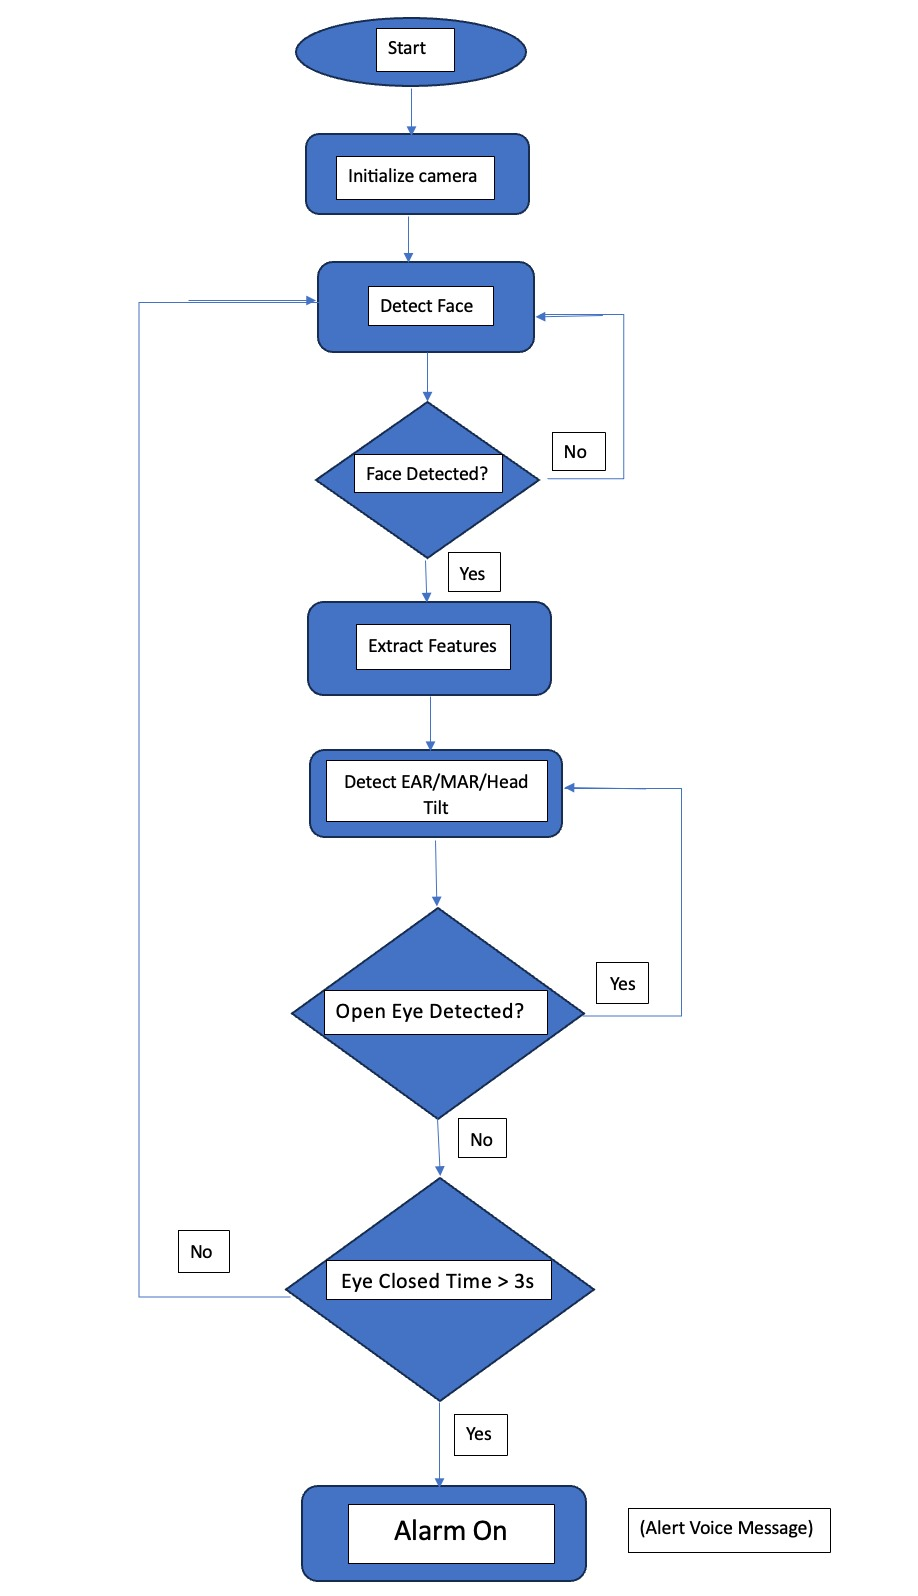 Start
Initialize camera
Detect Face
No
Face Detected?
Yes
Extract Features
Detect EAR/MAR/Head
Tilt
Yes
Open Eye Detected?
No
No
Eye Closed Time > 3s
Yes
Alarm On
(Alert Voice Message)